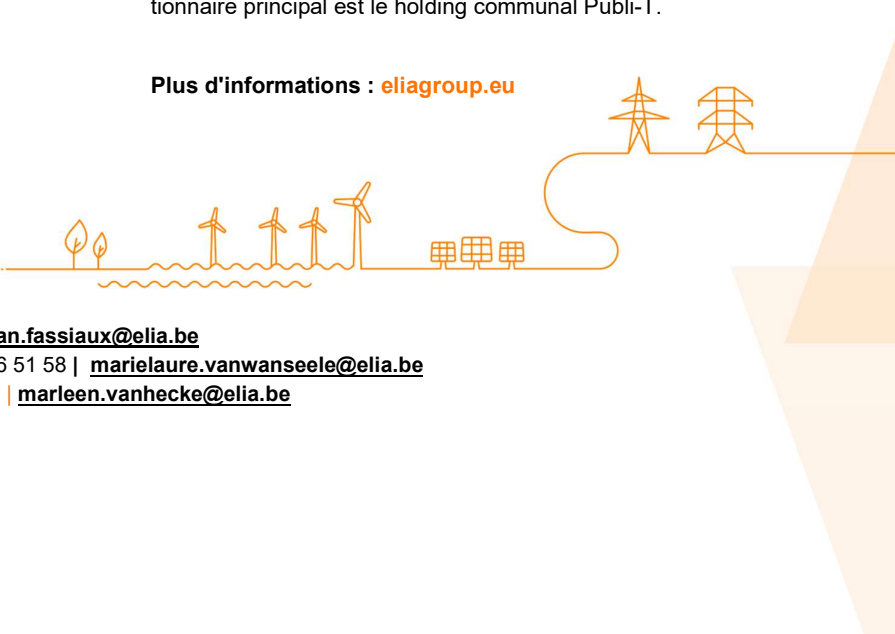 tionnaire principal est le holding communal Publi-T.
Plus d'informations : eliagroup.eu
an.fassiaux@elia.be
6 51 58 | marielaure.vanwanseele@elia.be
| marleen.vanhecke@elia.be